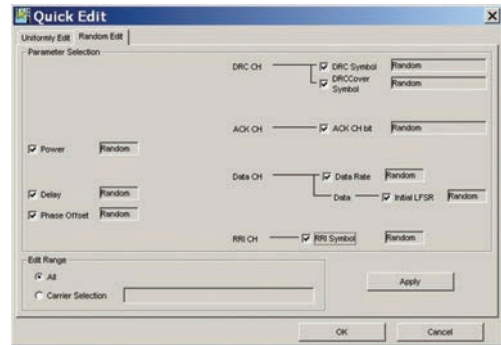 Quick Edit
Uniformly Edit Random Edit
Parameter Selection
DRC CH DRC Symbol Random
DRCCover Symbol Random
ACK CH ACK CH bit Random
Power Random
Data CH Data Rate Random
Delay Random Data Initial LFSR Random
Phase Offset Random
RRI CH RRI Symbol Random
Edit Range
All
Carrier Selection
Apply
OK Cancel